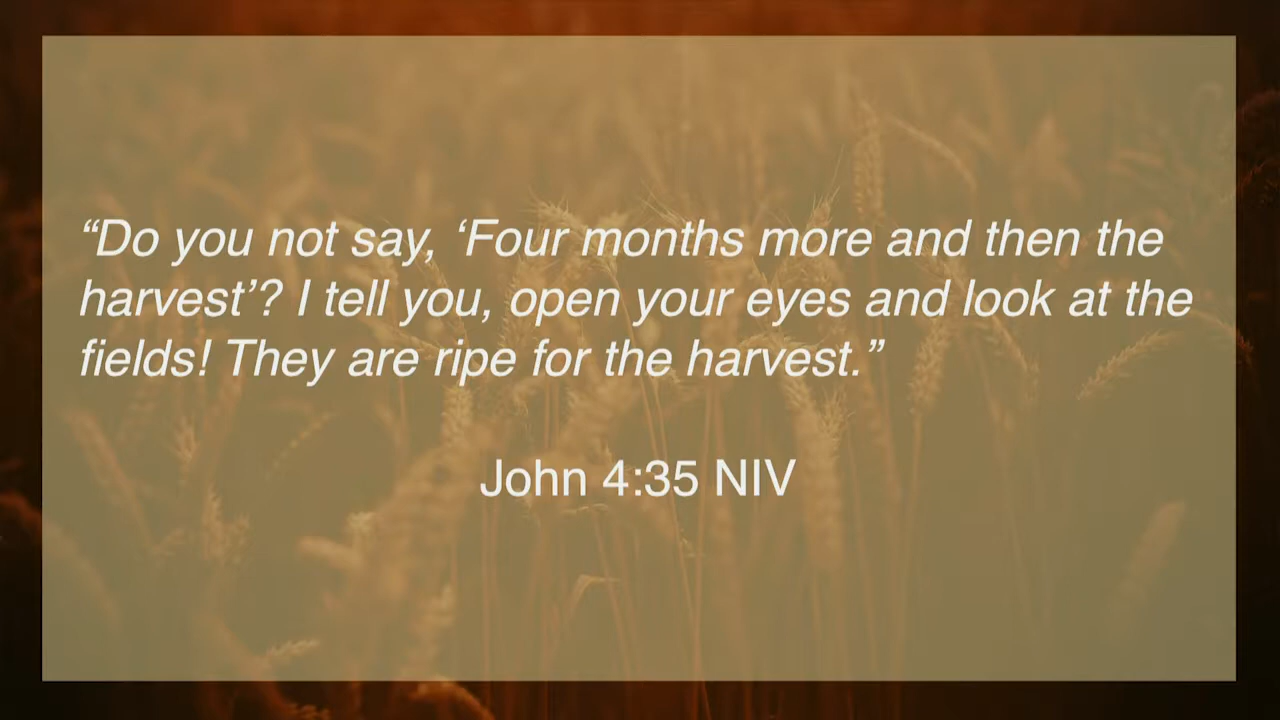 “Do you not say, ‘Four months more and then the
harvest’? I tell you, open your eyes and look at the
fields! They are ripe for the harvest.”
John 4:35 NIV